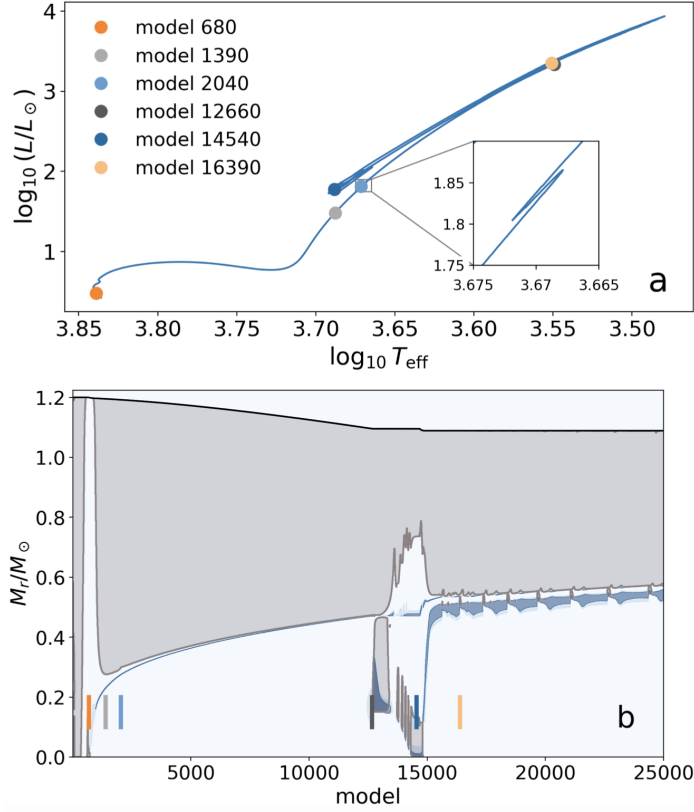 4
3
2
1
log₁₀ (L/L⊙)
model 680
model 1390
model 2040
model 12660
model 14540
model 16390
1.85
1.8
1.75
3.675
3.67
3.665
a
3.85
3.80
3.75
3.70
3.65
3.60
3.55
3.50
log₁₀ Teff
1.2
1.0
0.8
0.6
0.4
0.2
0.0
Mr/M⊙
b
5000
10000
15000
20000
25000
model